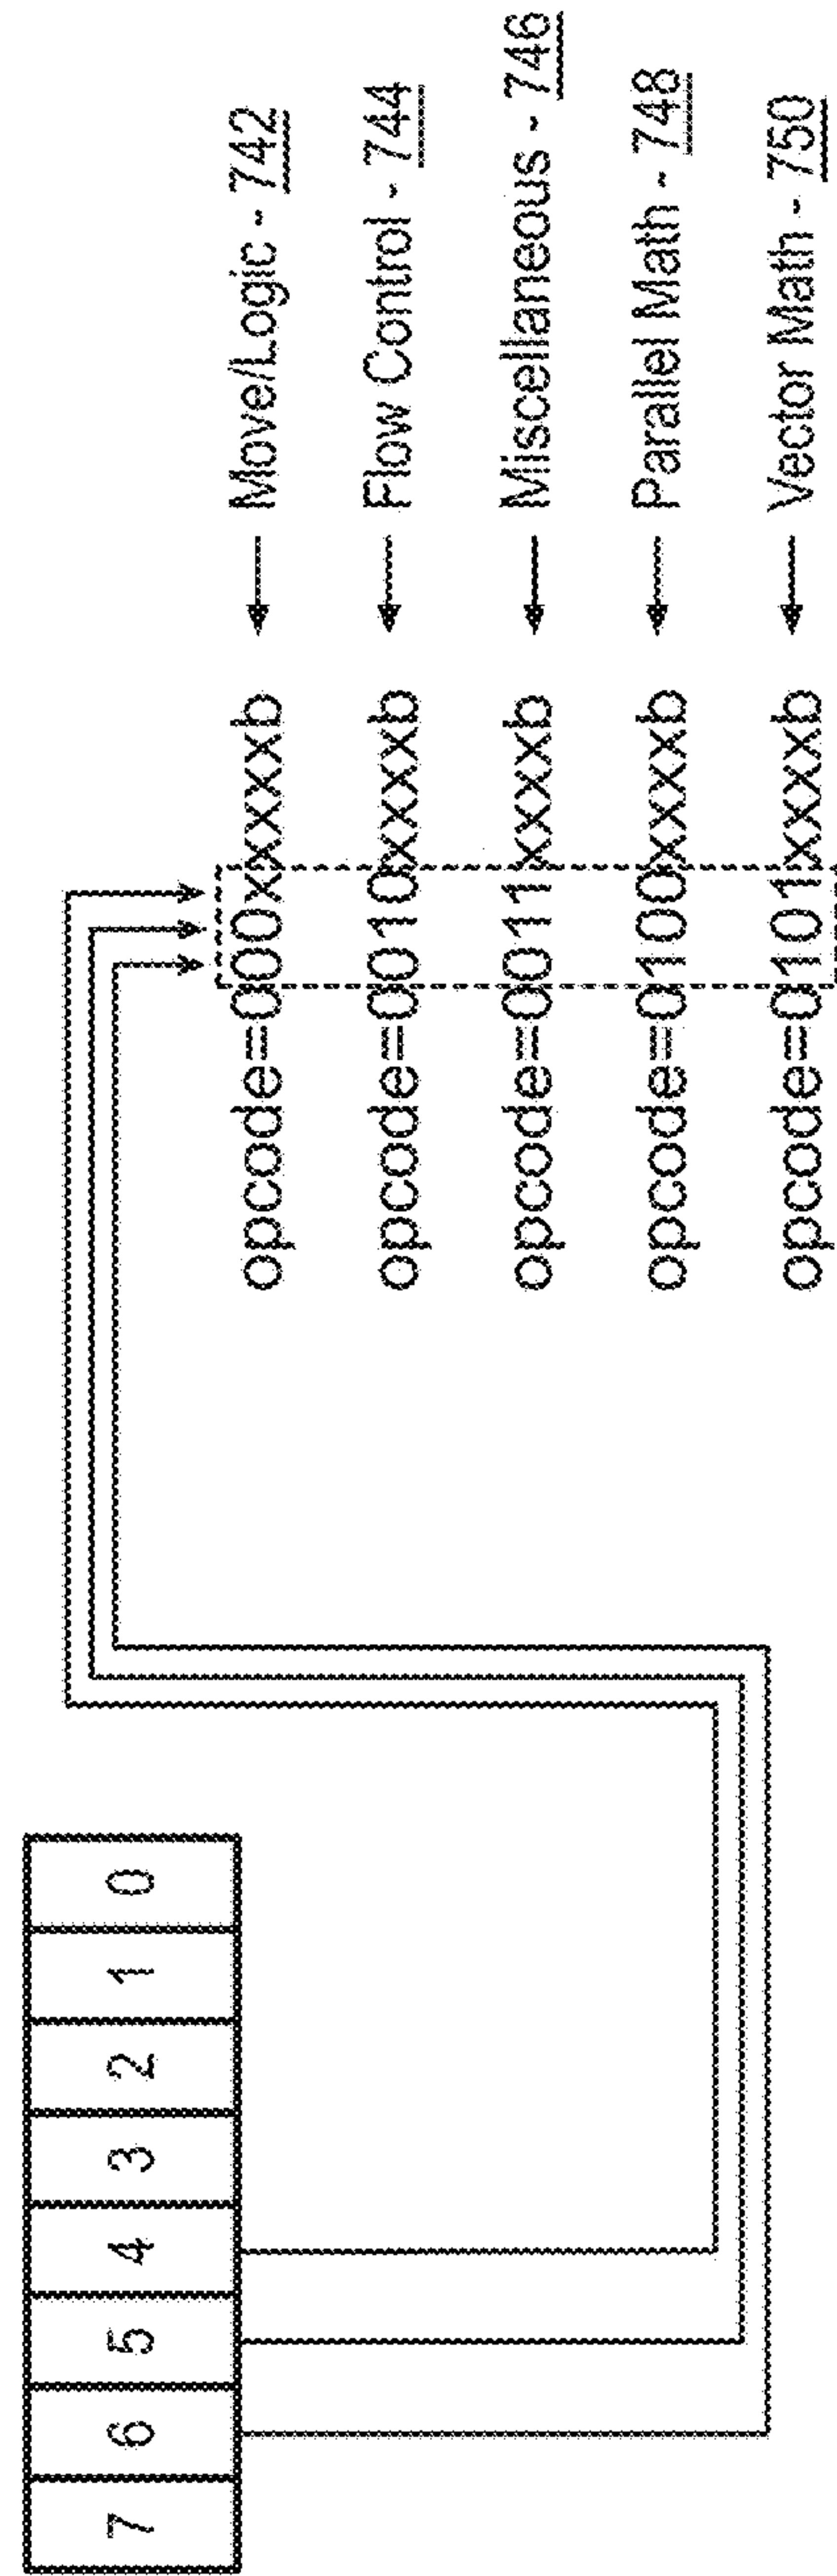 7 6 5 4 3 2 1 0
opcode=000xxxxxb ← Move/Logic - 742
opcode=0010xxxxb ← Flow Control - 744
opcode=0011xxxxb ← Miscellaneous - 746
opcode=0100xxxxb ← Parallel Math - 748
opcode=0101xxxxb ← Vector Math - 750